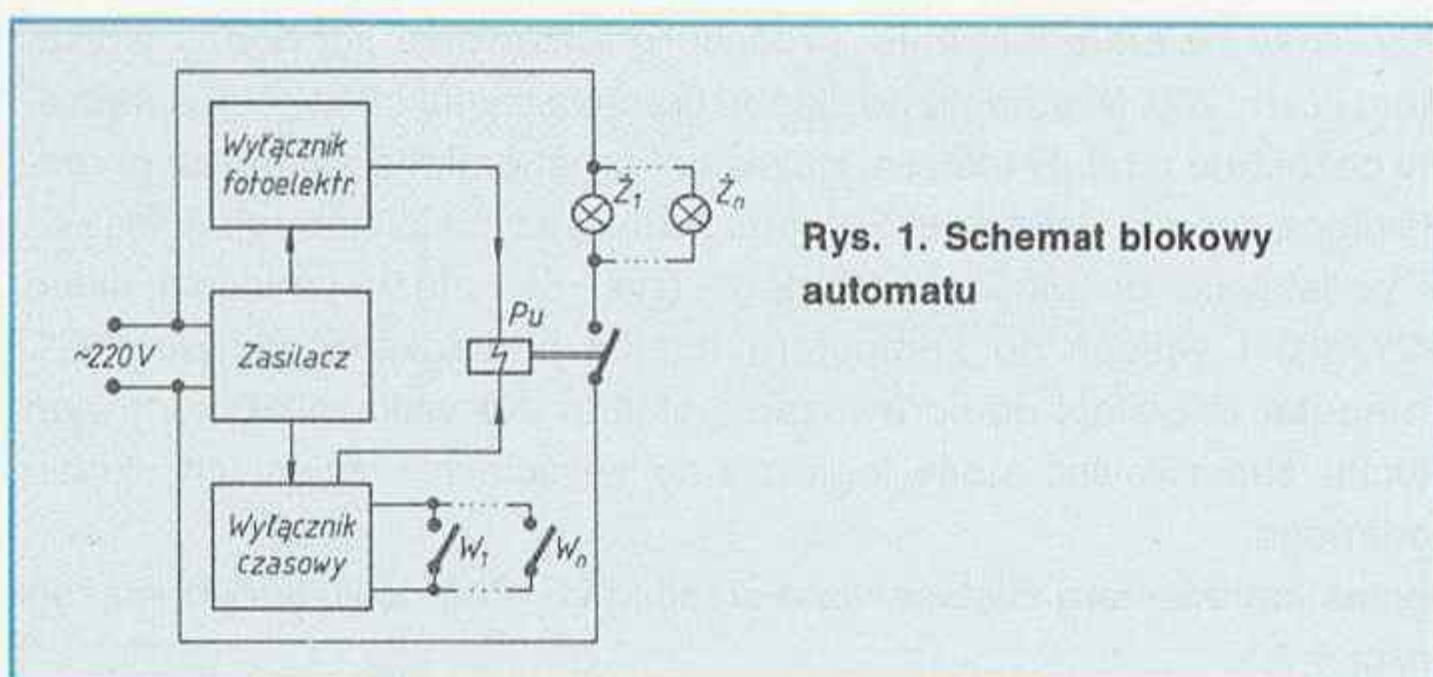 Wyłącznik
fotoelektr.
Ż1
Żn
Rys. 1. Schemat blokowy
automatu
Pu
~220V
Zasilacz
Wyłącznik
czasowy
W1
Wn